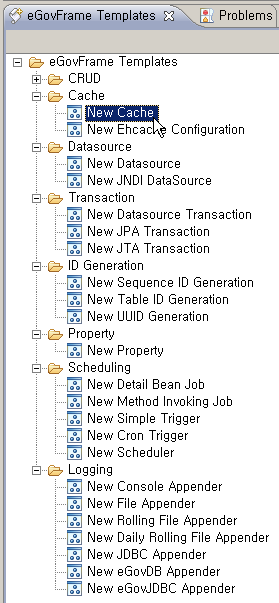 eGovFrame Templates
Problems
eGovFrame Templates
CRUD
Cache
New Cache
New Ehcache Configuration
Datasource
New Datasource
New JNDI DataSource
Transaction
New Datasource Transaction
New JPA Transaction
New JTA Transaction
ID Generation
New Sequence ID Generation
New Table ID Generation
New UUID Generation
Property
New Property
Scheduling
New Detail Bean Job
New Method Invoking Job
New Simple Trigger
New Cron Trigger
New Scheduler
Logging
New Console Appender
New File Appender
New Rolling File Appender
New Daily Rolling File Appender
New JDBC Appender
New eGovDB Appender
New eGovJDBC Appender